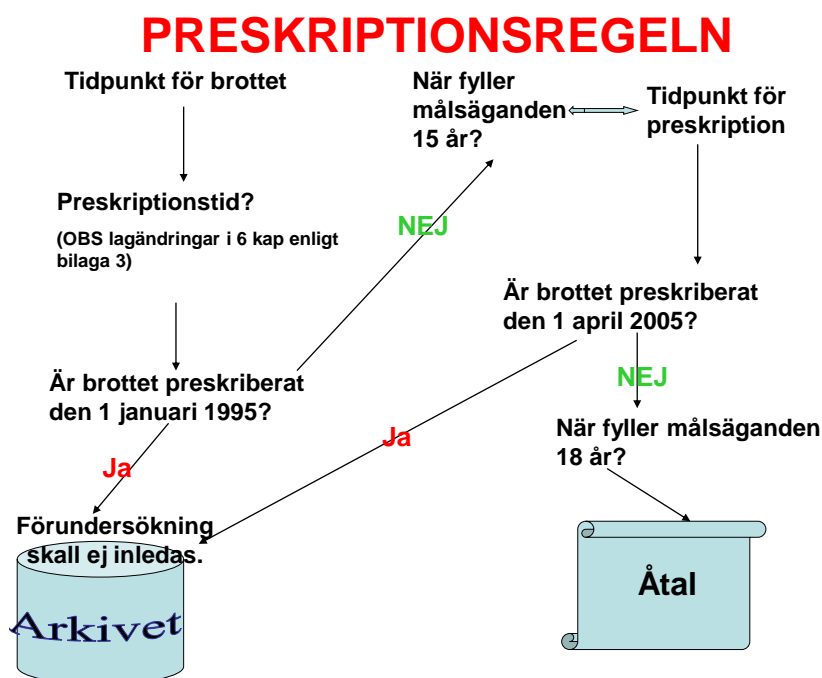 PRESKRIPTIONSREGELN
Tidpunkt för brottet
Preskriptionstid?
(OBS lagändringar i 6 kap enligt
bilaga 3)
Är brottet preskriberat
den 1 januari 1995?
Ja
NEJ
När fyller
målsäganden
15 år?
Tidpunkt för
preskription
Är brottet preskriberat
den 1 april 2005?
Ja
NEJ
När fyller målsäganden
18 år?
Förundersökning
skall ej inledas.
Arkivet
Åtal